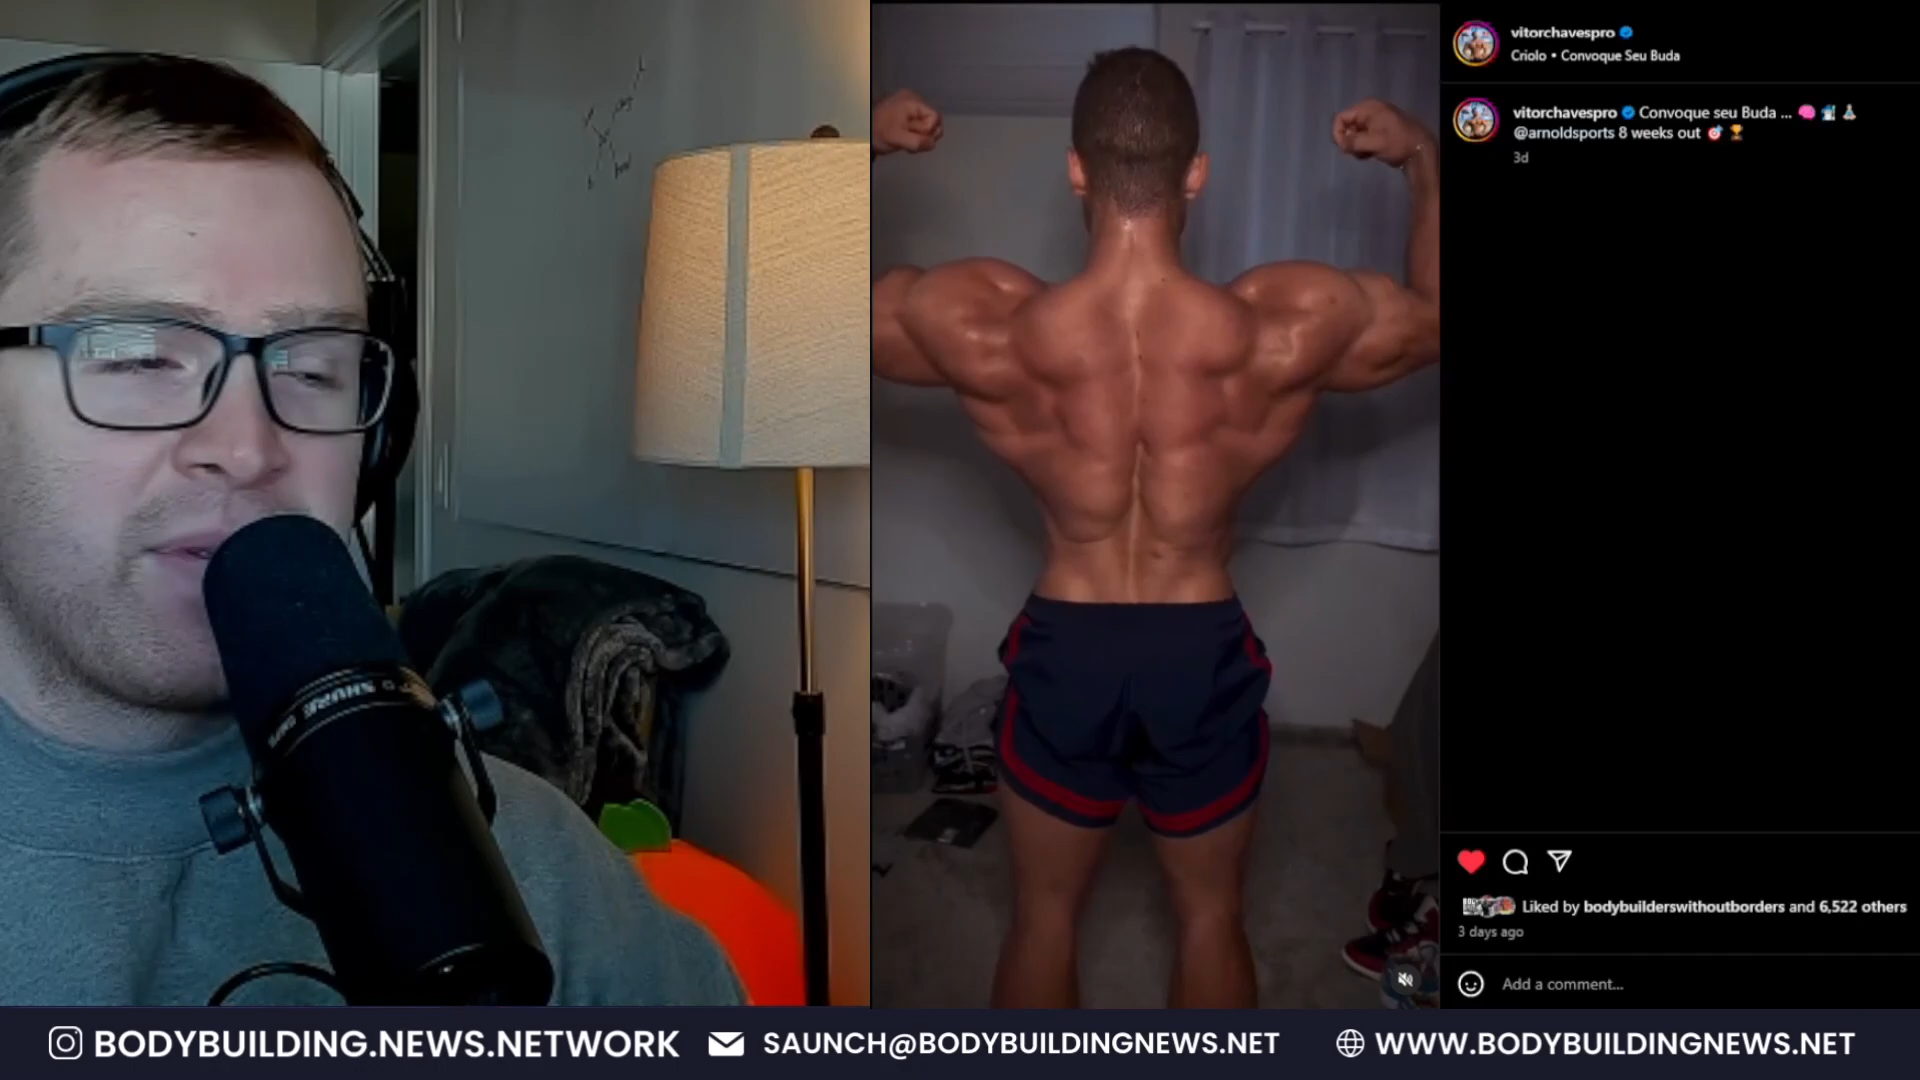 vitorchavespro
Criolo • Convoque Seu Buda
vitorchavespro Convoque seu Buda ...
@arnoldsports 8 weeks out
3d
Liked by bodybuilderswithoutborders and 6,522 others
3 days ago
Add a comment...
SHURE
BODYBUILDING.NEWS.NETWORK
SAUNCH@BODYBUILDINGNEWS.NET
WWW.BODYBUILDINGNEWS.NET